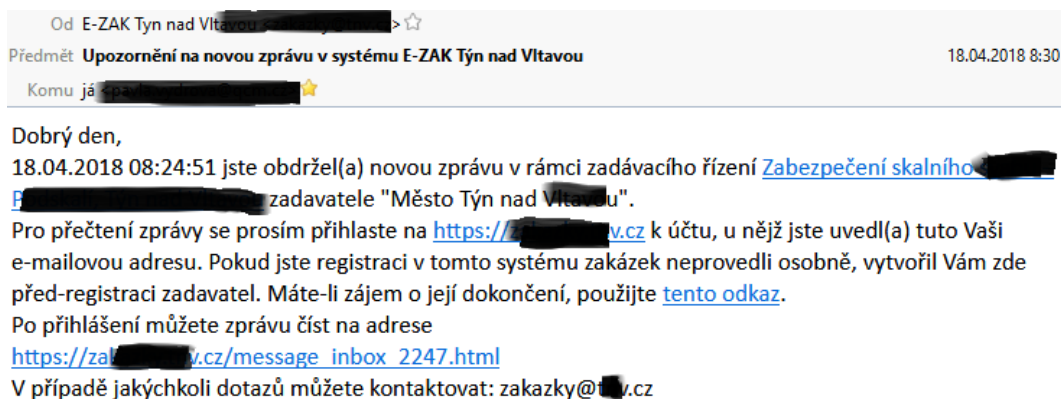 Od E-ZAK Tyn nad >
Předmět Upozornění na novou zprávu v systému E-ZAK Týn nad Vltavou 18.04.2018 8:30
Komu já
Dobrý den,
18.04.2018 08:24:51 jste obdržel(a) novou zprávu v rámci zadávacího řízení Zabezpečení skalního
zadavatele "Město Týn nad Vltavou".
Pro přečtení zprávy se prosím přihlaste na https:// .cz k účtu, u nějž jste uvedl(a) tuto Vaši
e-mailovou adresu. Pokud jste registraci v tomto systému zakázek neprovedli osobně, vytvořil Vám zde
před-registraci zadavatel. Máte-li zájem o její dokončení, použijte tento odkaz.
Po přihlášení můžete zprávu číst na adrese
https://za .cz/message_inbox_2247.html
V případě jakýchkoli dotazů můžete kontaktovat: zakazky@ .cz